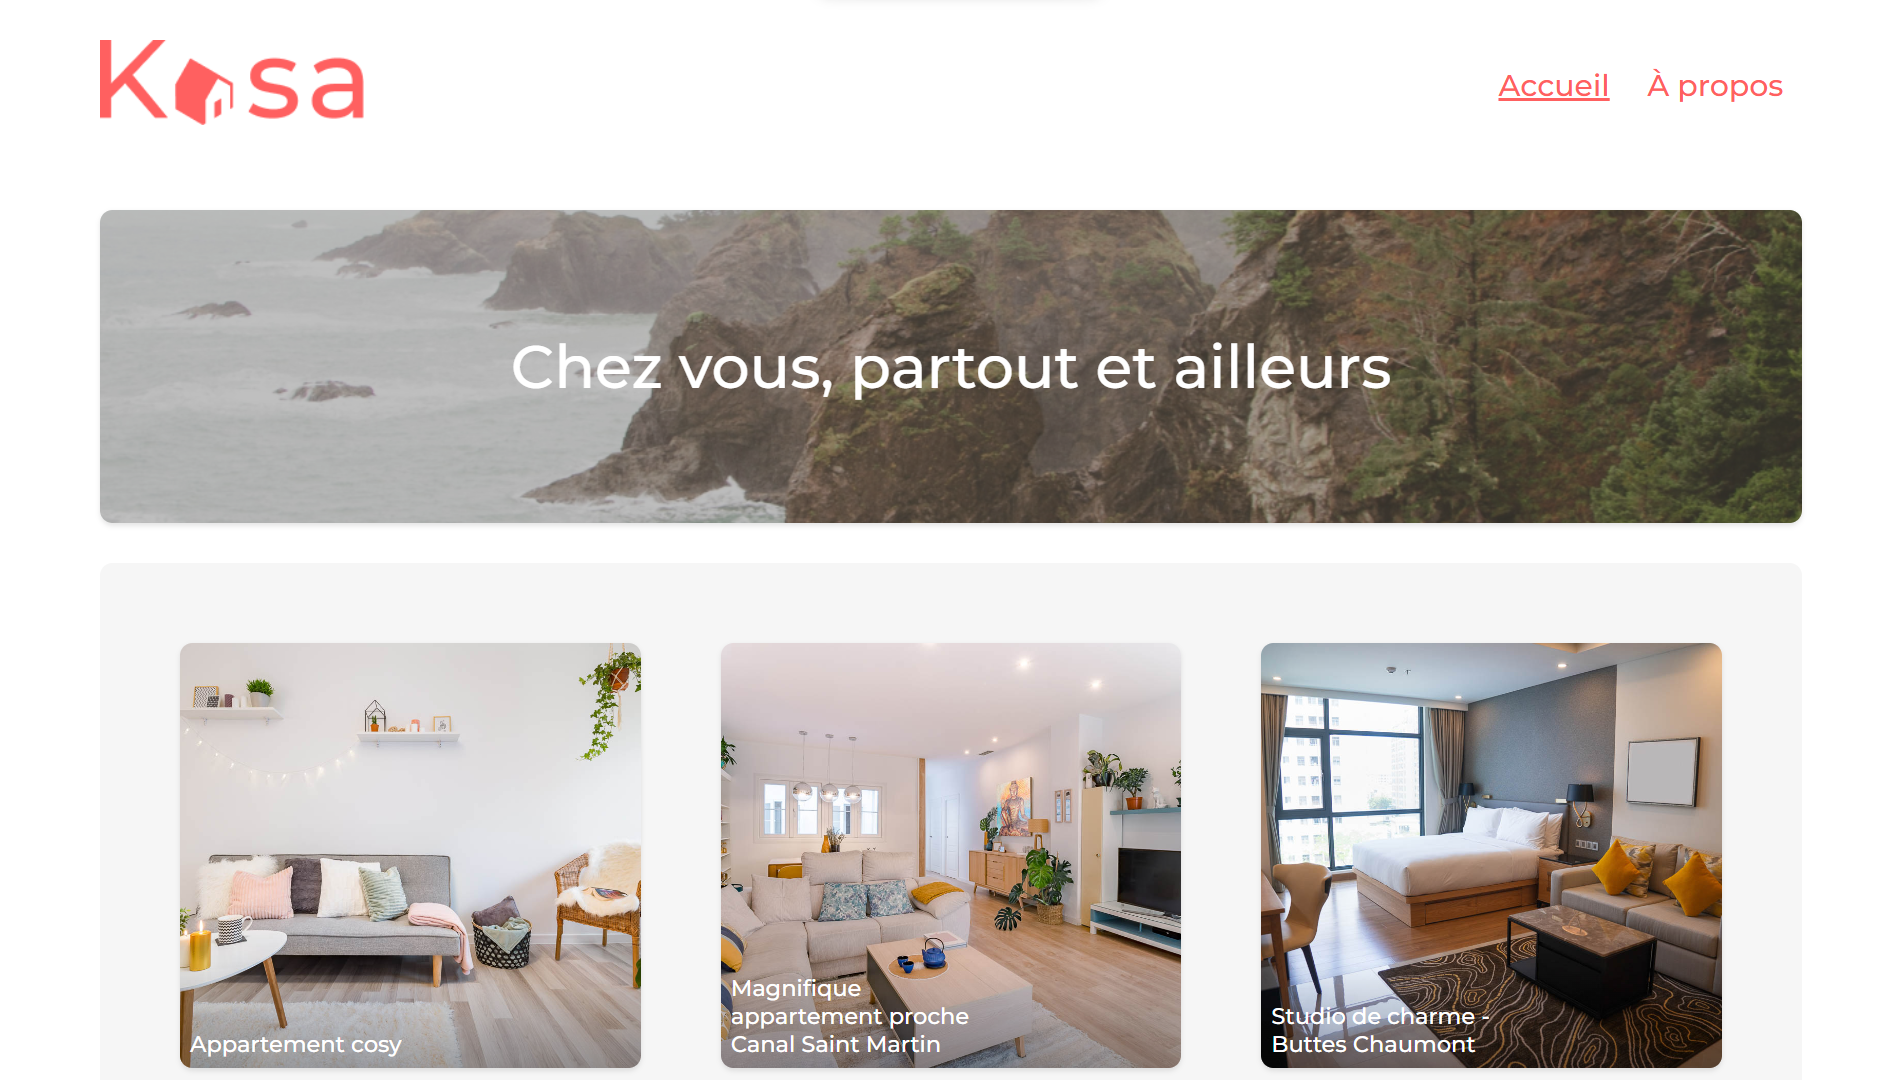 Kasa
Accueil
À propos
Chez vous, partout et ailleurs
Appartement cosy
Magnifique
appartement proche
Canal Saint Martin
Studio de charme -
Buttes Chaumont